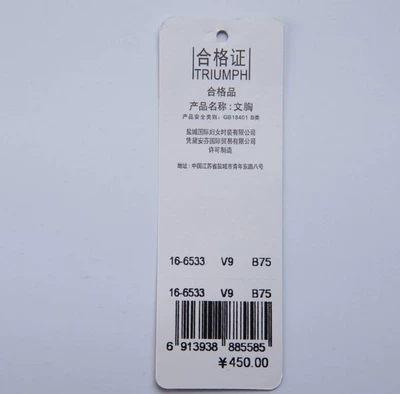 合格证
TRIUMPH
合格品
产品名称：文胸
产品安全类别：GB18401 B类
盐城国际妇女时装有限公司
凭黛安芬国际贸易有限公司
许可制造
地址：中国江苏省盐城市青年东路八号
16-6533 V9 B75
16-6533 V9 B75
6 913938 885585
￥450.00